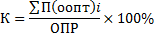 К = ∑П(оопт)i / ОПР × 100%